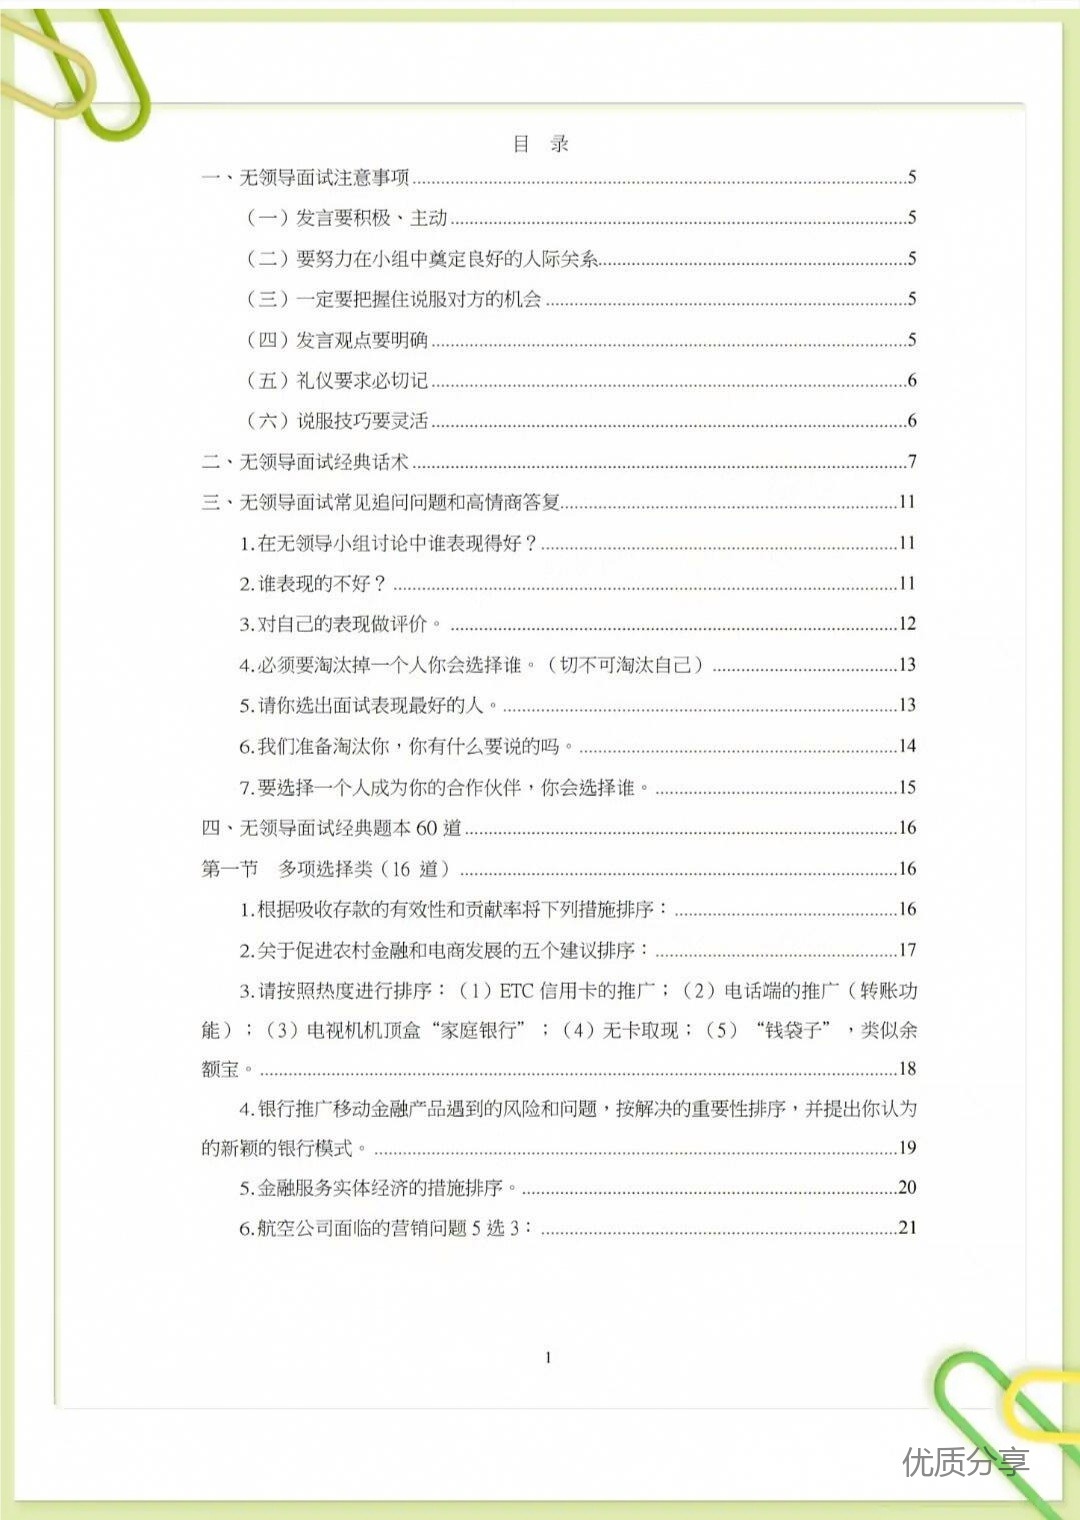 目 录
一、无领导面试注意事项........5
（一）发言要积极、主动........5
（二）要努力在小组中奠定良好的人际关系........5
（三）一定要把握住说服对方的机会........5
（四）发言观点要明确........5
（五）礼仪要求必切记........6
（六）说服技巧要灵活........6
二、无领导面试经典话术........7
三、无领导面试常见追问问题和高情商答复........11
1.在无领导小组讨论中谁表现得好？........11
2.谁表现的不好？........11
3.对自己的表现做评价。........12
4.必须要淘汰掉一个人你会选择谁。（切不可淘汰自己）........13
5.请你选出面试表现最好的人。........13
6.我们准备淘汰你，你有什么要说的吗。........14
7.要选择一个人成为你的合作伙伴，你会选择谁。........15
四、无领导面试经典题本 60 道........16
第一节 多项选择类（16 道）........16
1.根据吸收存款的有效性和贡献率将下列措施排序：........16
2.关于促进农村金融和电商发展的五个建议排序：........17
3.请按照热度进行排序：（1）ETC 信用卡的推广；（2）电话端的推广（转账功
能）；（3）电视机机顶盒“家庭银行”；（4）无卡取现；（5）“钱袋子”，类似余
额宝。........18
4.银行推广移动金融产品遇到的风险和问题，按解决的重要性排序，并提出你认为
的新颖的银行模式。........19
5.金融服务实体经济的措施排序。........20
6.航空公司面临的营销问题 5 选 3：........21
1
优质分享